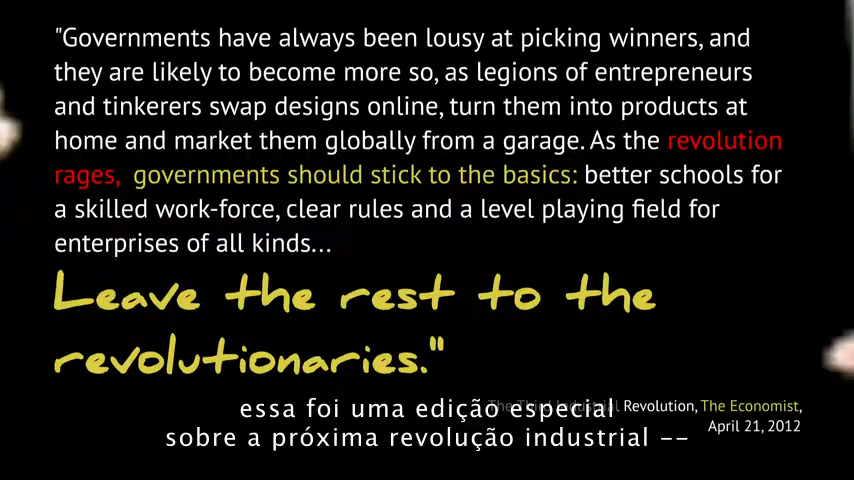 "Governments have always been lousy at picking winners, and
they are likely to become more so, as legions of entrepreneurs
and tinkerers swap designs online, turn them into products at
home and market them globally from a garage. As the revolution
rages, governments should stick to the basics: better schools for
a skilled work-force, clear rules and a level playing field for
enterprises of all kinds...
Leave the rest to the
revolutionaries."
The Third Industrial Revolution, The Economist,
April 21, 2012
essa foi uma edição especial
sobre a próxima revolução industrial --